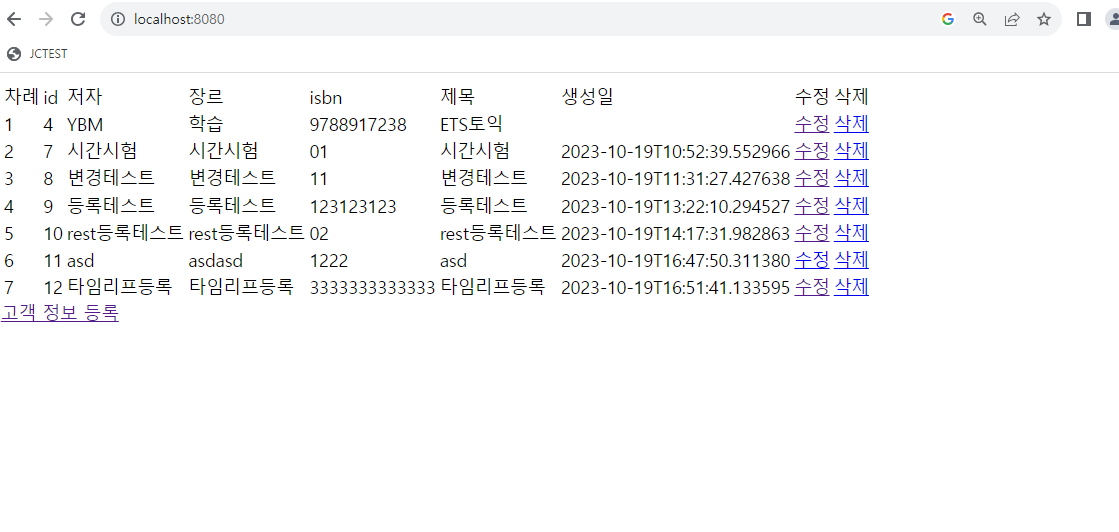 localhost:8080
JCTEST
차례 id 저자 장르 isbn 제목 생성일 수정 삭제
1 4 YBM 학습 9788917238 ETS토익 수정 삭제
2 7 시간시험 시간시험 01 시간시험 2023-10-19T10:52:39.552966 수정 삭제
3 8 변경테스트 변경테스트 11 변경테스트 2023-10-19T11:31:27.427638 수정 삭제
4 9 등록테스트 등록테스트 123123123 등록테스트 2023-10-19T13:22:10.294527 수정 삭제
5 10 rest등록테스트 rest등록테스트 02 rest등록테스트 2023-10-19T14:17:31.982863 수정 삭제
6 11 asd asdasd 1222 asd 2023-10-19T16:47:50.311380 수정 삭제
7 12 타임리프등록 타임리프등록 3333333333333 타임리프등록 2023-10-19T16:51:41.133595 수정 삭제
고객 정보 등록